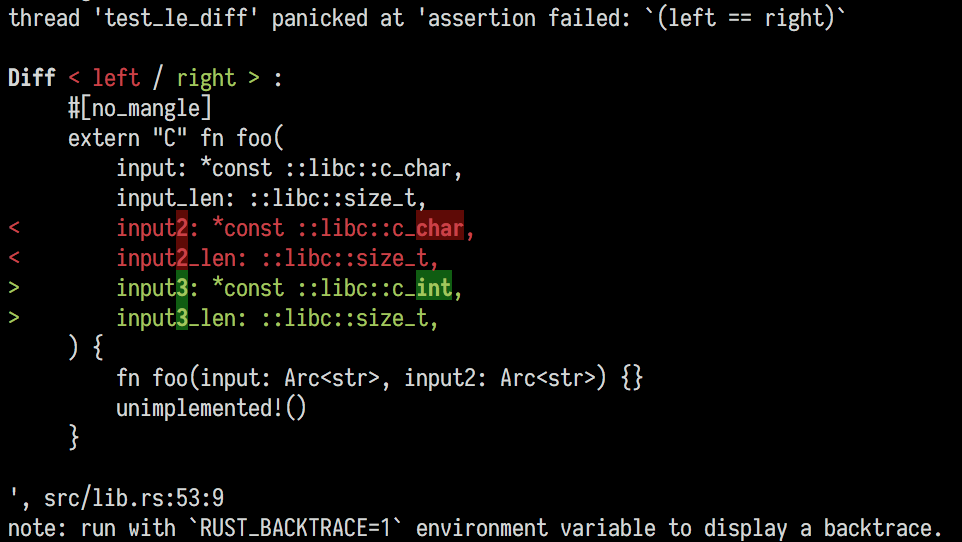 thread 'test_le_diff' panicked at 'assertion failed: `(left == right)`
Diff < left / right > :
     #[no_mangle]
     extern "C" fn foo(
         input: *const ::libc::c_char,
         input_len: ::libc::size_t,
<        input2: *const ::libc::c_char,
<        input2_len: ::libc::size_t,
>        input3: *const ::libc::c_int,
>        input3_len: ::libc::size_t,
     ) {
         fn foo(input: Arc<str>, input2: Arc<str>) {}
         unimplemented!()
     }
', src/lib.rs:53:9
note: run with `RUST_BACKTRACE=1` environment variable to display a backtrace.